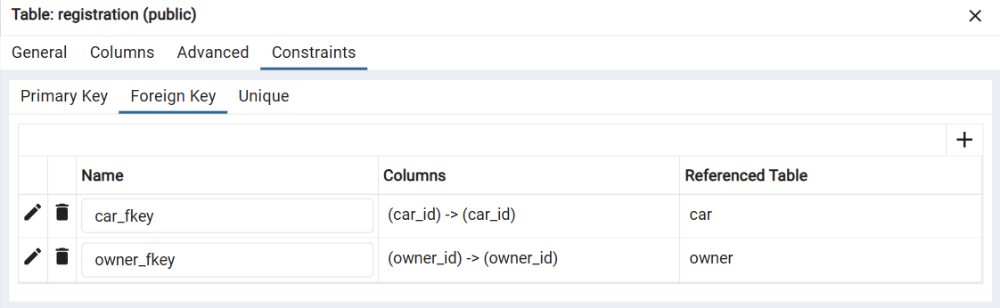 Table: registration (public)
General Columns Advanced Constraints
Primary Key Foreign Key Unique
Name Columns Referenced Table
car_fkey (car_id) -> (car_id) car
owner_fkey (owner_id) -> (owner_id) owner